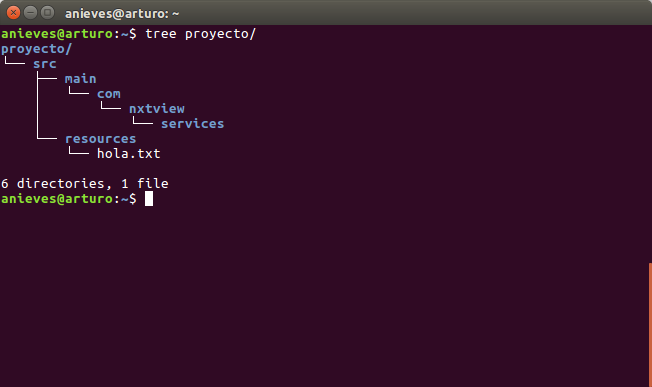 anieves@arturo: ~
anieves@arturo:~$ tree proyecto/
proyecto/
└── src
    ├── main
    │   └── com
    │       └── nxtview
    │           └── services
    └── resources
        └── hola.txt

6 directories, 1 file
anieves@arturo:~$